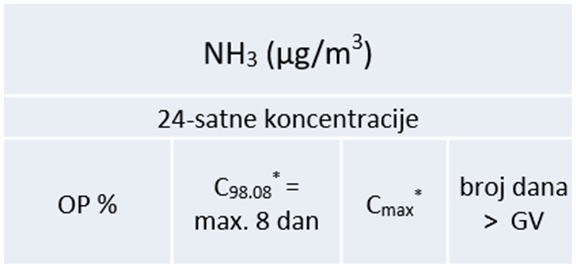 NH₃ (µg/m³)
24-satne koncentracije
OP %
C₉₈.₀₈* =
max. 8 dan
Cₘₐₓ*
broj dana
> GV